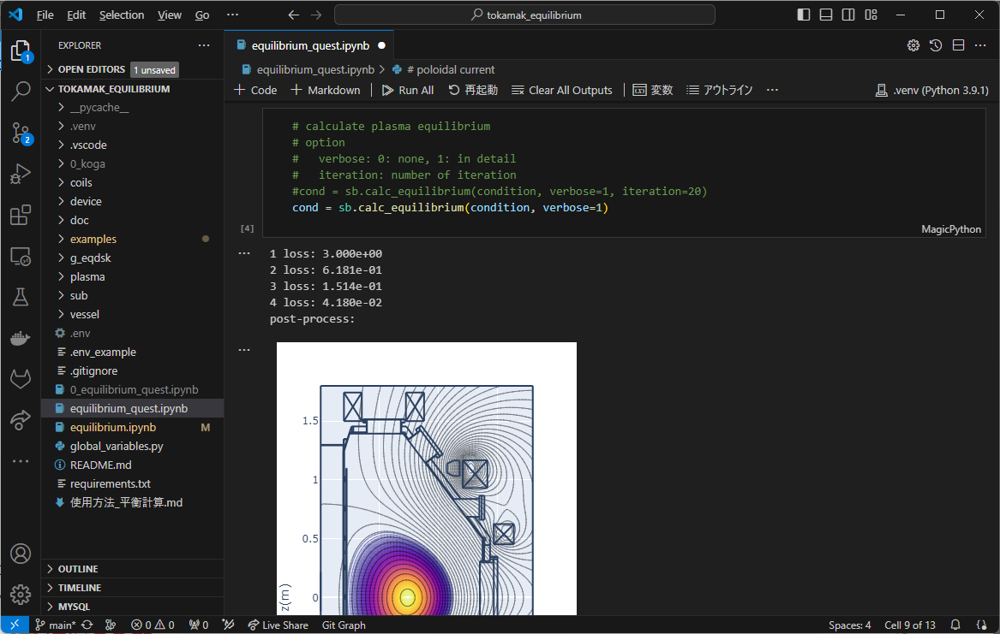 File Edit Selection View Go ··· tokamak_equilibrium
EXPLORER ···
OPEN EDITORS 1 unsaved
TOKAMAK_EQUILIBRIUM
__pycache__
.venv
.vscode
0_koga
coils
device
doc
examples
g_eqdsk
plasma
sub
vessel
.env
.env_example
.gitignore
0_equilibrium_quest.ipynb
equilibrium_quest.ipynb
equilibrium.ipynb M
global_variables.py
README.md
requirements.txt
使用方法_平衡計算.md
OUTLINE
TIMELINE
MYSQL
1
2
equilibrium_quest.ipynb
equilibrium_quest.ipynb > # poloidal current
+ Code + Markdown Run All 再起動 Clear All Outputs 変数 アウトライン ··· .venv (Python 3.9.1)
# calculate plasma equilibrium
# option
#   verbose: 0: none, 1: in detail
#   iteration: number of iteration
#cond = sb.calc_equilibrium(condition, verbose=1, iteration=20)
cond = sb.calc_equilibrium(condition, verbose=1)
[4] MagicPython
1 loss: 3.000e+00
2 loss: 6.181e-01
3 loss: 1.514e-01
4 loss: 4.180e-02
post-process:
1.5
1
0.5
0
z(m)
main* 0 0 0 Live Share Git Graph Spaces: 4 Cell 9 of 13